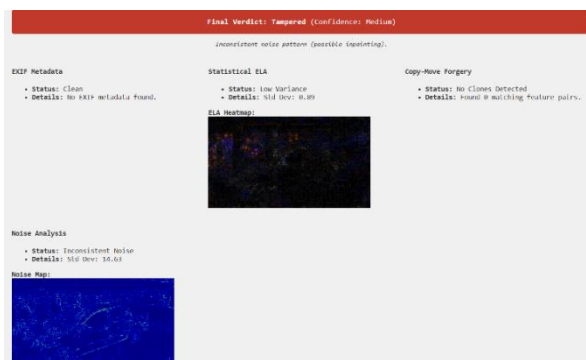 Final Verdict: Tampered (Confidence: Medium)
Inconsistent noise pattern (possible inpainting).
EXIF Metadata
• Status: Clean
• Details: No EXIF metadata found.
Statistical ELA
• Status: Low Variance
• Details: Std Dev: 0.89
ELA Heatmap:
Copy-Move Forgery
• Status: No Clones Detected
• Details: Found 0 matching feature pairs.
Noise Analysis
• Status: Inconsistent Noise
• Details: Std Dev: 14.63
Noise Map: